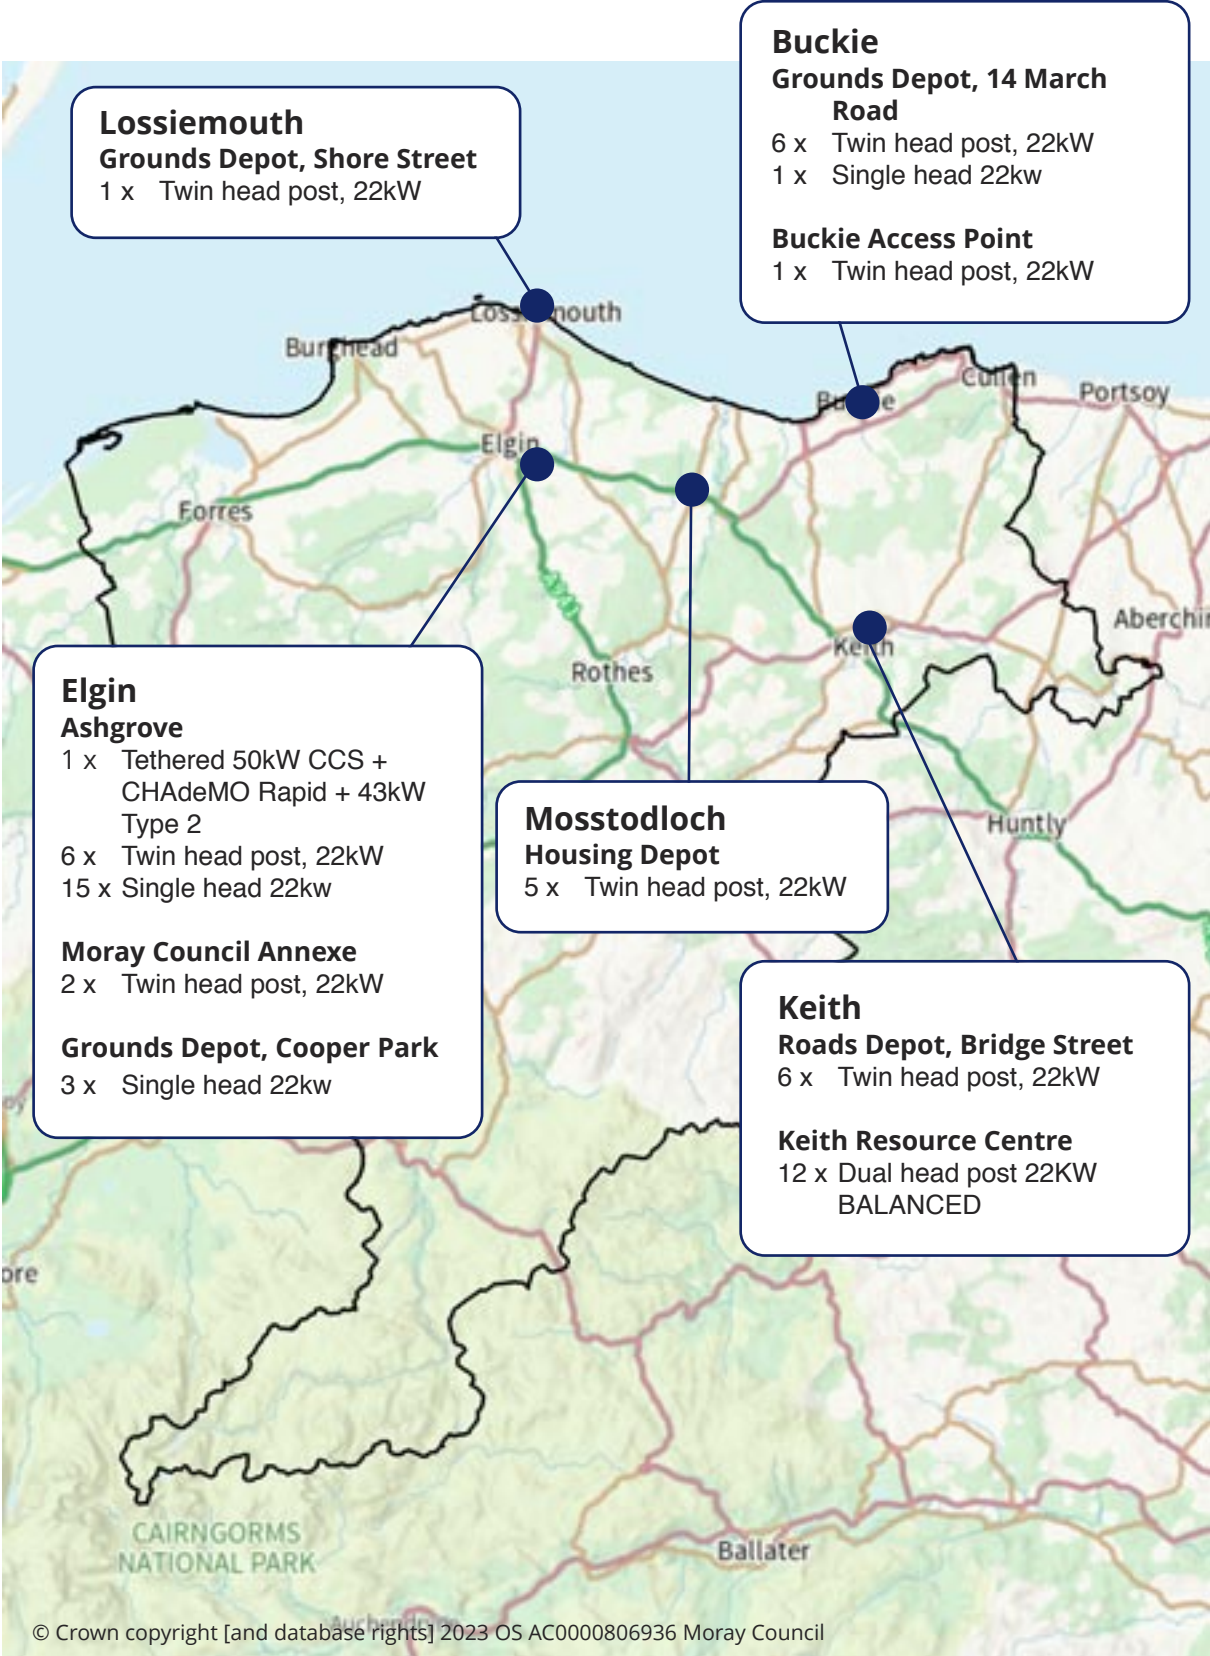 Buckie
Grounds Depot, 14 March
Road
6 x Twin head post, 22kW
1 x Single head 22kw
Buckie Access Point
1 x Twin head post, 22kW
Lossiemouth
Grounds Depot, Shore Street
1 x Twin head post, 22kW
Burghead
Cullen
Portsoy
Elgin
Forres
Keith
Rothes
Huntly
Elgin
Ashgrove
1 x Tethered 50kW CCS +
CHAdeMO Rapid + 43kW
Type 2
6 x Twin head post, 22kW
15 x Single head 22kw
Moray Council Annexe
2 x Twin head post, 22kW
Grounds Depot, Cooper Park
3 x Single head 22kw
Mosstodloch
Housing Depot
5 x Twin head post, 22kW
Keith
Roads Depot, Bridge Street
6 x Twin head post, 22kW
Keith Resource Centre
12 x Dual head post 22KW
BALANCED
CAIRNGORMS
NATIONAL PARK
Ballater
© Crown copyright [and database rights] 2023 OS AC0000806936 Moray Council